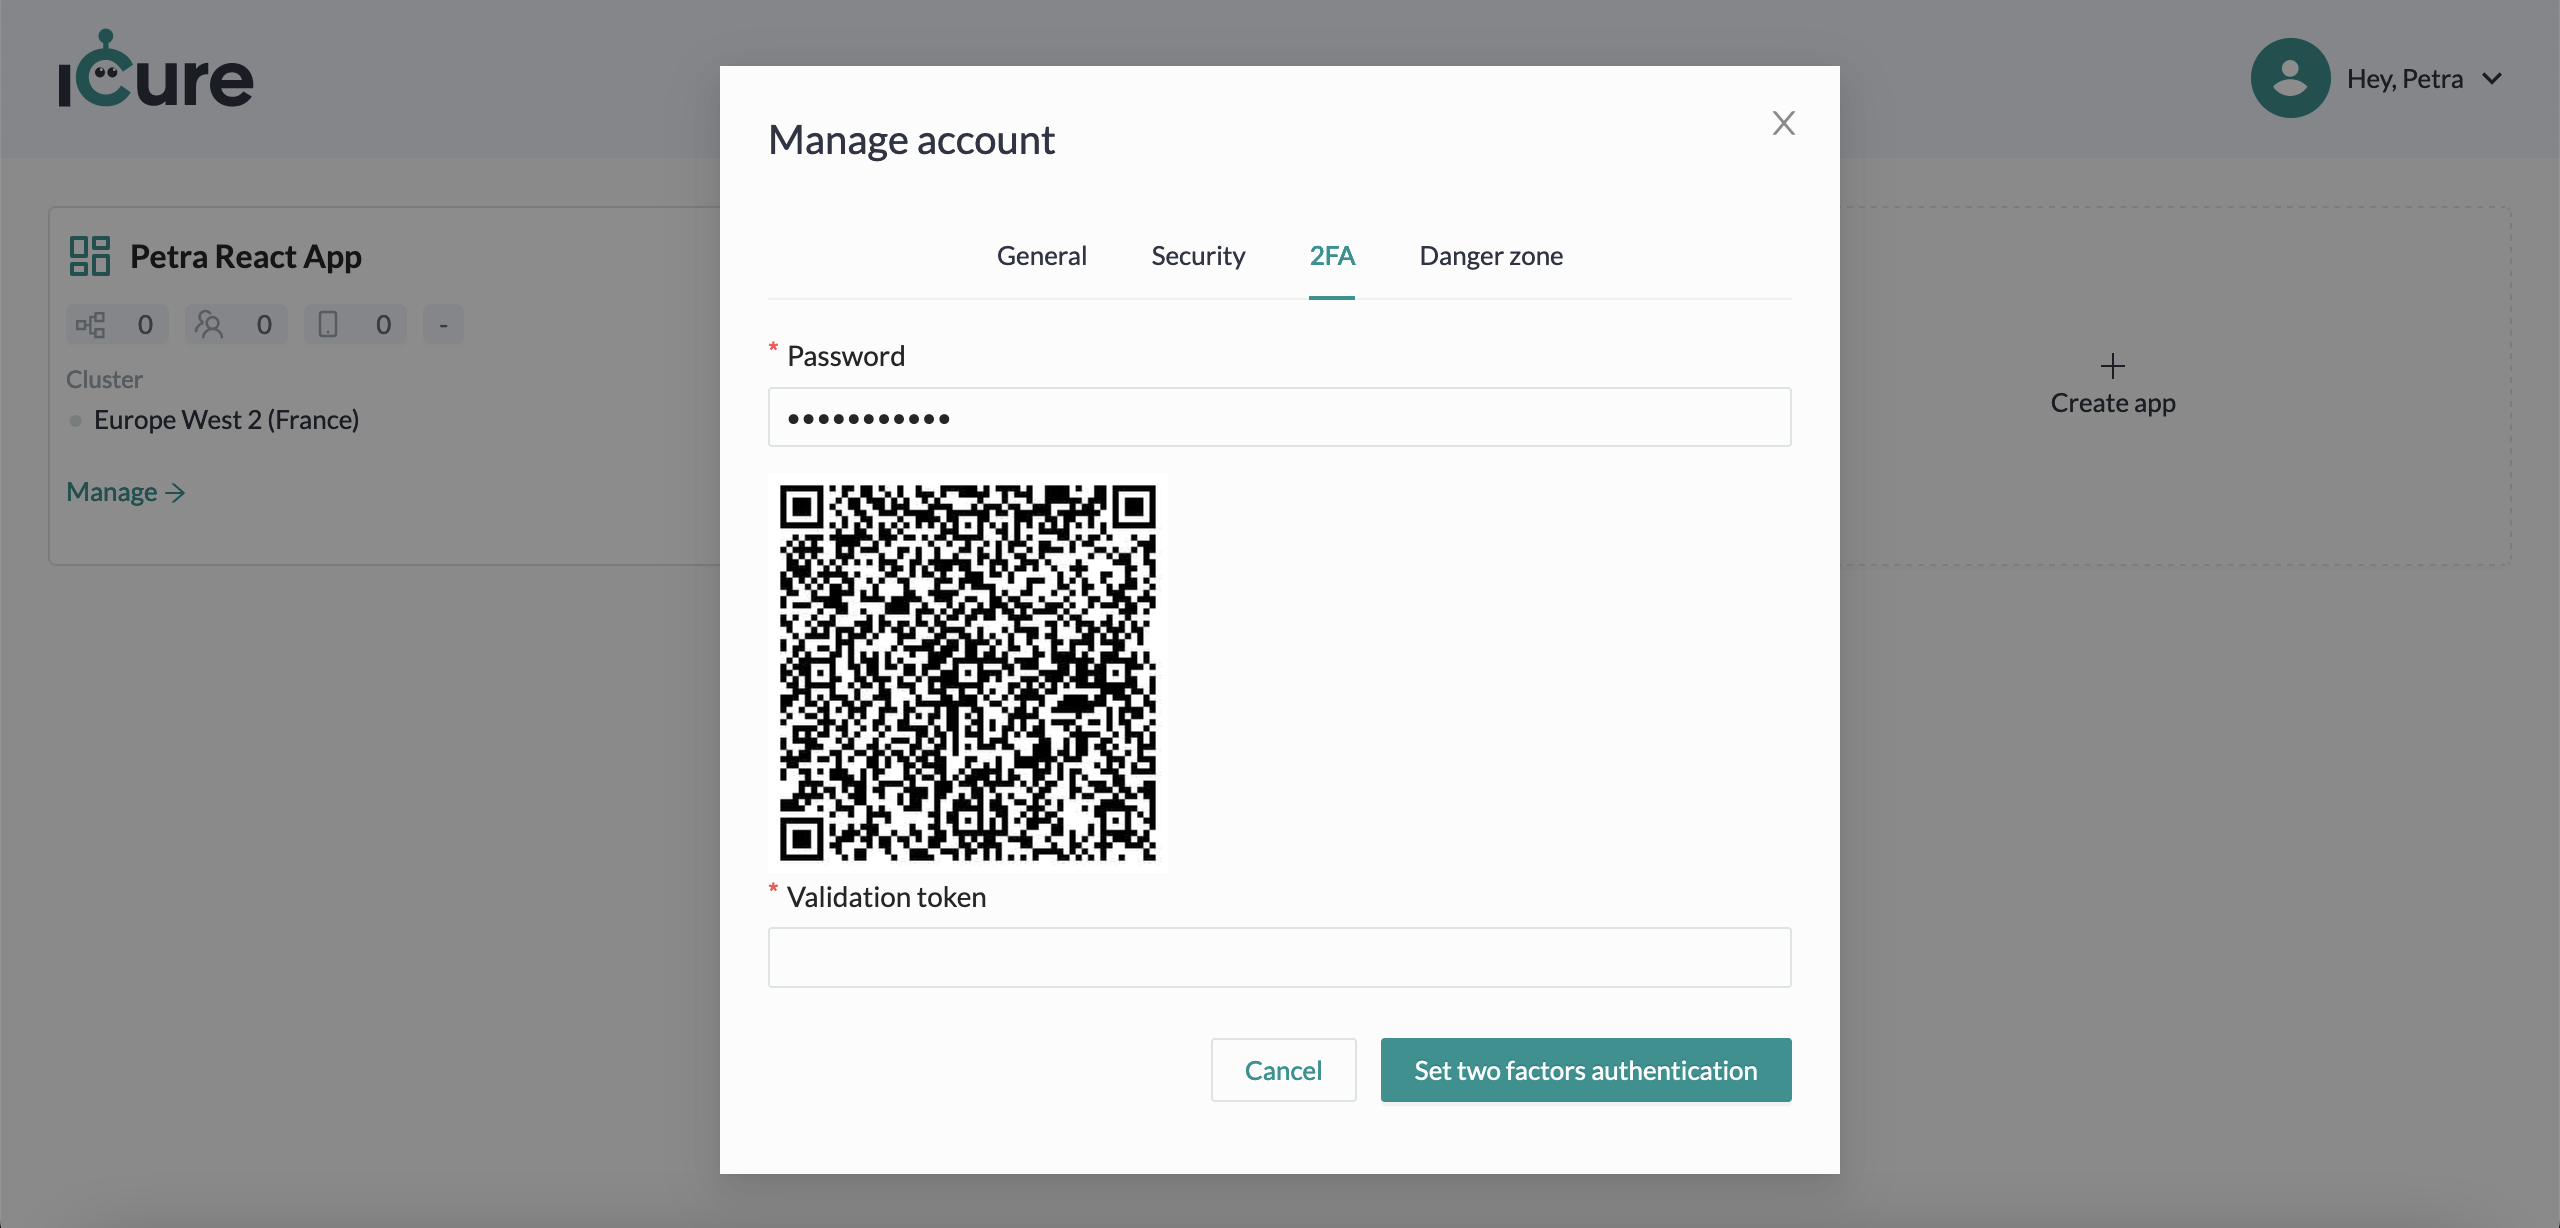 iCure
Hey, Petra
Petra React App
0 0 0 -
Cluster
Europe West 2 (France)
Manage
Manage account
General Security 2FA Danger zone
* Password
•••••••••••
* Validation token
Cancel Set two factors authentication
Create app